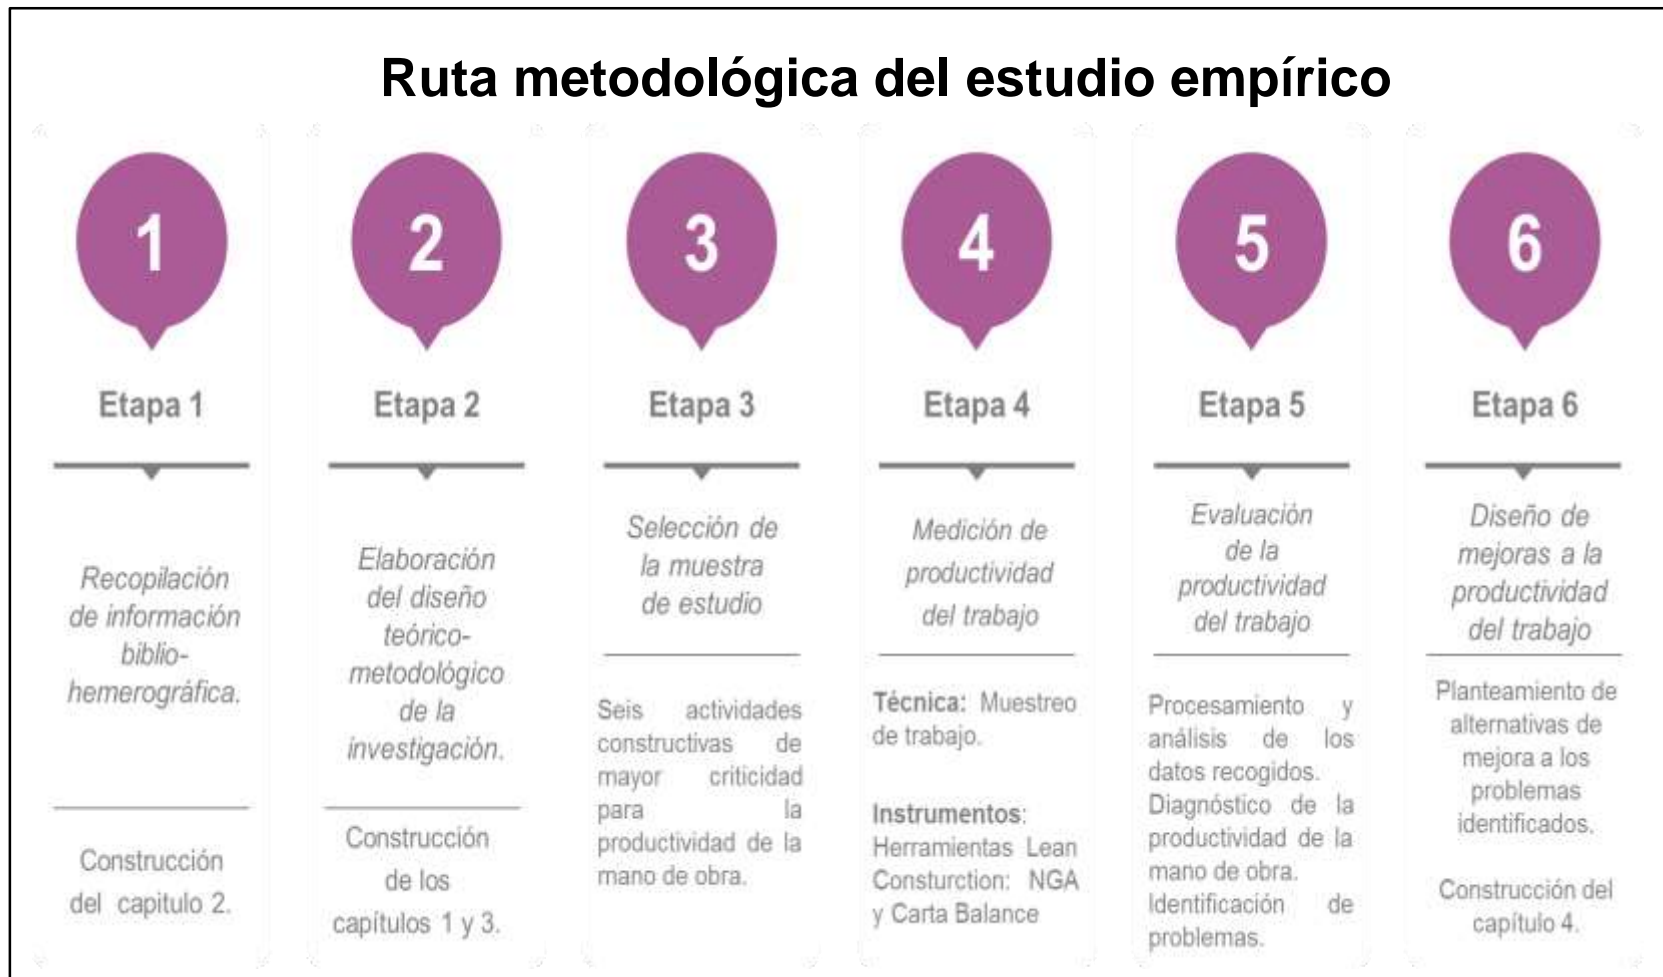 Ruta metodológica del estudio empírico
1
Etapa 1
Recopilación
de información
biblio-
hemerográfica.
Construcción
del capitulo 2.
2
Etapa 2
Elaboración
del diseño
teórico-
metodológico
de la
investigación.
Construcción
de los
capítulos 1 y 3.
3
Etapa 3
Selección de
la muestra
de estudio
Seis actividades
constructivas de
mayor criticidad
para la
productividad de la
mano de obra.
4
Etapa 4
Medición de
productividad
del trabajo
Técnica: Muestreo
de trabajo.
Instrumentos:
Herramientas Lean
Consturction: NGA
y Carta Balance
5
Etapa 5
Evaluación
de la
productividad
del trabajo
Procesamiento y
análisis de los
datos recogidos.
Diagnóstico de la
productividad de la
mano de obra.
Identificación de
problemas.
6
Etapa 6
Diseño de
mejoras a la
productividad
del trabajo
Planteamiento de
alternativas de
mejora a los
problemas
identificados.
Construcción del
capítulo 4.